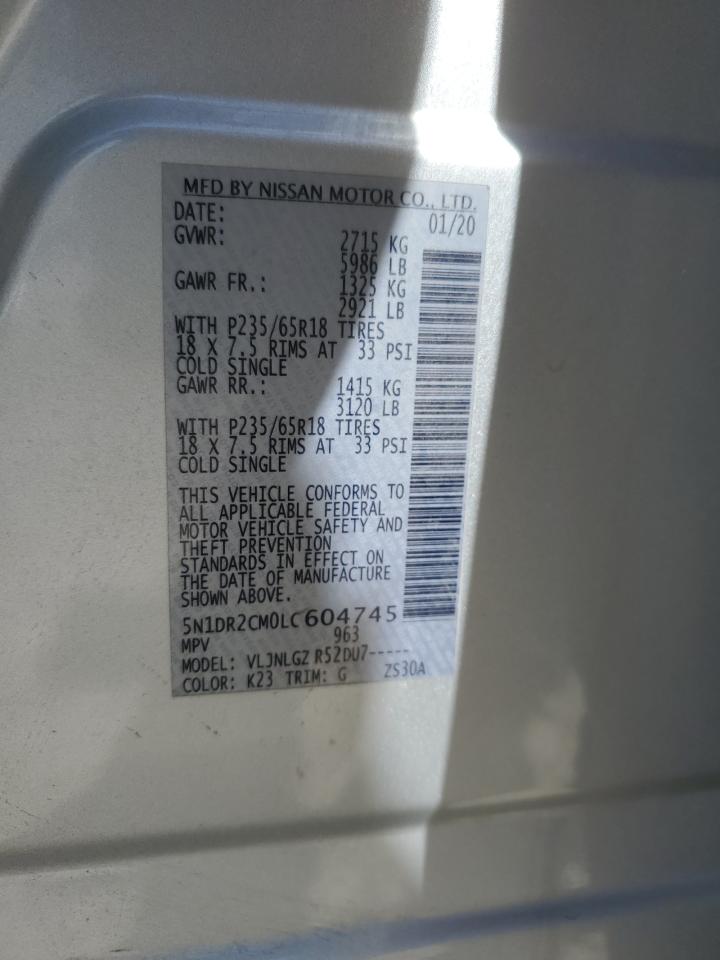 MFD BY NISSAN MOTOR CO., LTD.
DATE: 01/20
GVWR: 2715 KG
5986 LB
GAWR FR.: 1325 KG
2921 LB
WITH P235/65R18 TIRES
18 X 7.5 RIMS AT 33 PSI
COLD SINGLE
GAWR RR.: 1415 KG
3120 LB
WITH P235/65R18 TIRES
18 X 7.5 RIMS AT 33 PSI
COLD SINGLE
THIS VEHICLE CONFORMS TO
ALL APPLICABLE FEDERAL
MOTOR VEHICLE SAFETY AND
THEFT PREVENTION
STANDARDS IN EFFECT ON
THE DATE OF MANUFACTURE
SHOWN ABOVE.
5N1DR2CM0LC604745
MPV 963
MODEL: VLJNLGZ R52DU7-----
COLOR: K23 TRIM: G ZS30A